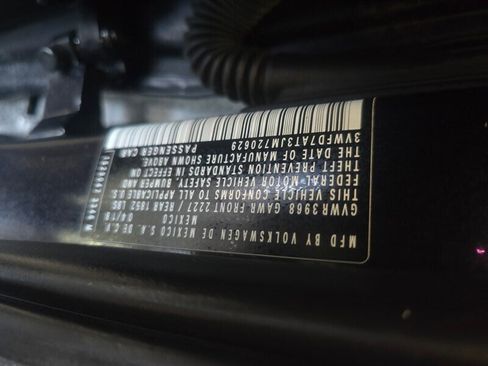 MFD BY VOLKSWAGEN DE MEXICO S.A. DE C.V.
04/18
MEXICO
GVWR 3968 GAWR FRONT 2227 / REAR 1962 LBS
THIS VEHICLE CONFORMS TO ALL APPLICABLE U.S.
FEDERAL MOTOR VEHICLE SAFETY, BUMPER AND
THEFT PREVENTION STANDARDS IN EFFECT ON
THE DATE OF MANUFACTURE SHOWN ABOVE.
PASSENGER CAR
3VWFD7AT3JM720629